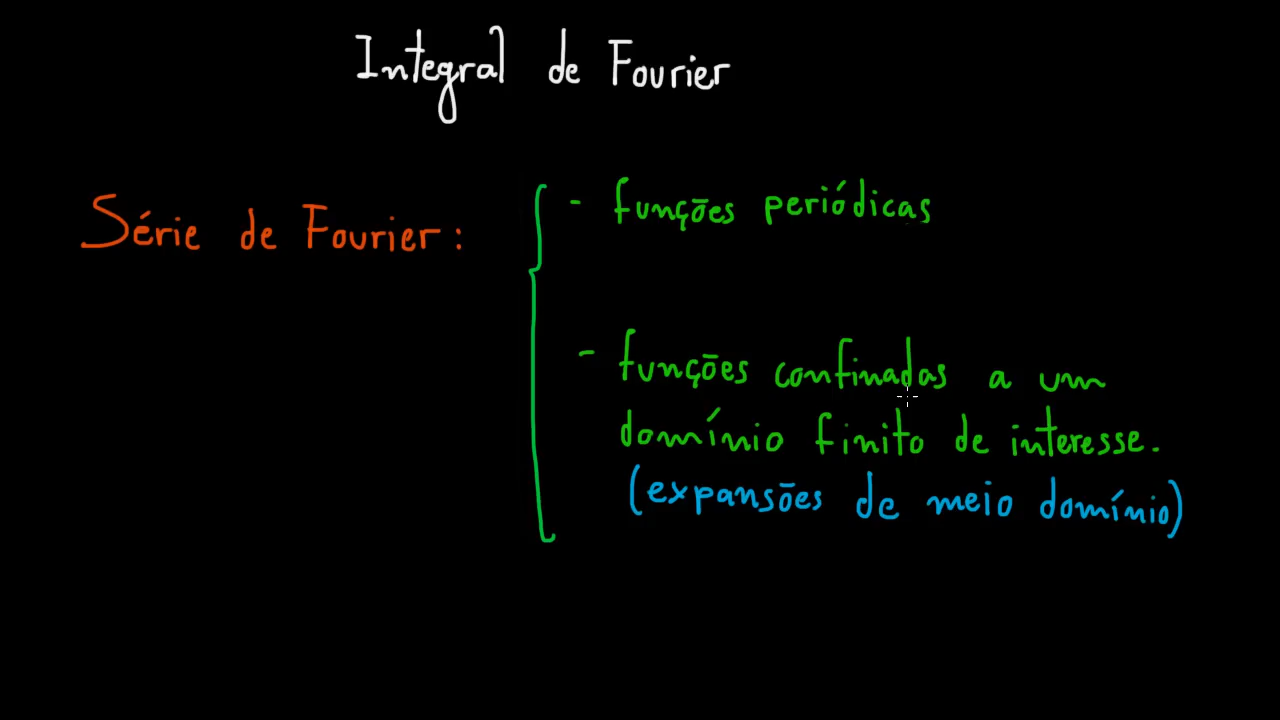 Integral de Fourier
Série de Fourier:
- funções periódicas
- funções confinadas a um
domínio finito de interesse.
(expansões de meio domínio)